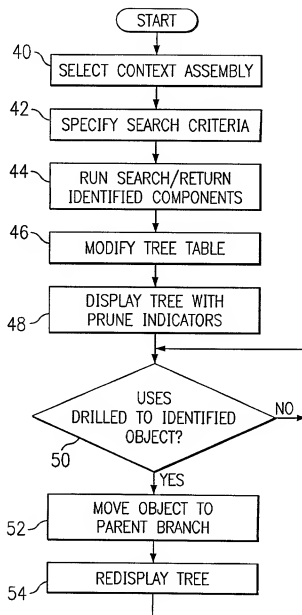 START
40
SELECT CONTEXT ASSEMBLY
42
SPECIFY SEARCH CRITERIA
44
RUN SEARCH/RETURN
IDENTIFIED COMPONENTS
46
MODIFY TREE TABLE
48
DISPLAY TREE WITH
PRUNE INDICATORS
USES
DRILLED TO IDENTIFIED
OBJECT?
NO
50
YES
52
MOVE OBJECT TO
PARENT BRANCH
54
REDISPLAY TREE